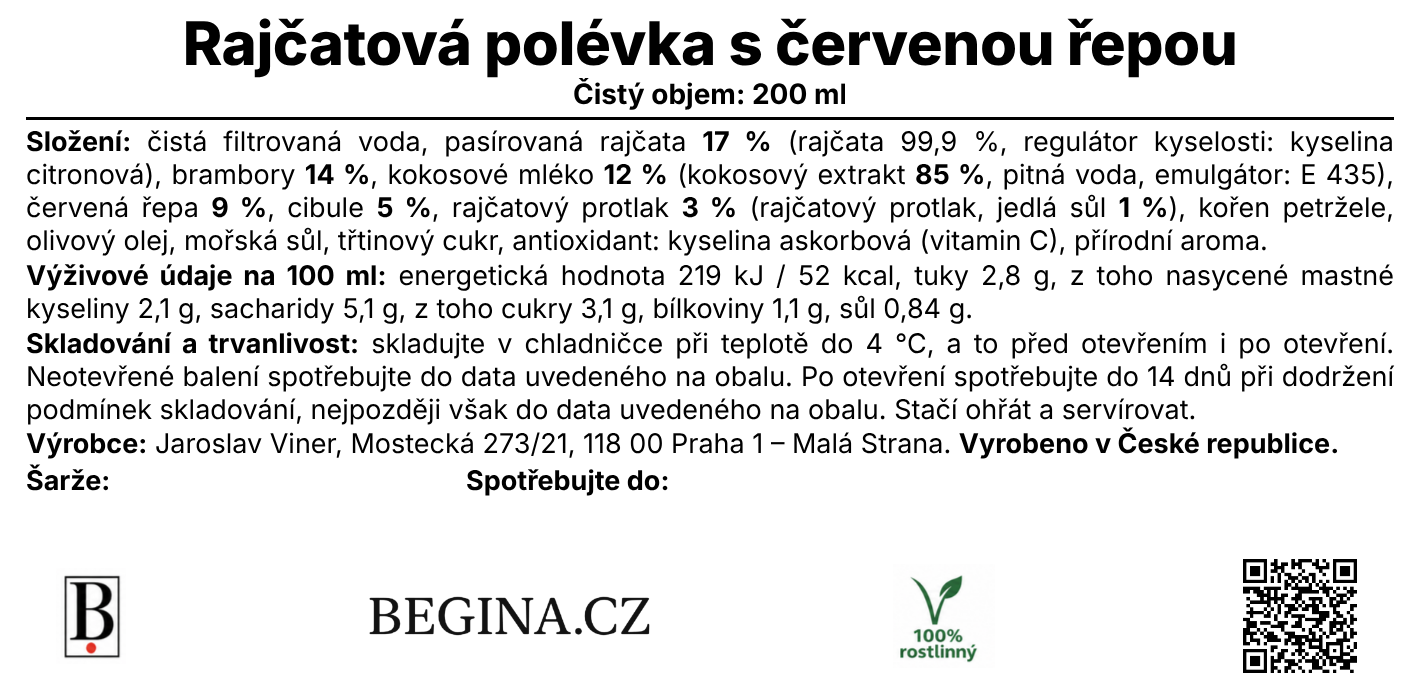 Rajčatová polévka s červenou řepou
Čistý objem: 200 ml
Složení: čistá filtrovaná voda, pasírovaná rajčata 17 % (rajčata 99,9 %, regulátor kyselosti: kyselina
citronová), brambory 14 %, kokosové mléko 12 % (kokosový extrakt 85 %, pitná voda, emulgátor: E 435),
červená řepa 9 %, cibule 5 %, rajčatový protlak 3 % (rajčatový protlak, jedlá sůl 1 %), kořen petržele,
olivový olej, mořská sůl, třtinový cukr, antioxidant: kyselina askorbová (vitamin C), přírodní aroma.
Výživové údaje na 100 ml: energetická hodnota 219 kJ / 52 kcal, tuky 2,8 g, z toho nasycené mastné
kyseliny 2,1 g, sacharidy 5,1 g, z toho cukry 3,1 g, bílkoviny 1,1 g, sůl 0,84 g.
Skladování a trvanlivost: skladujte v chladničce při teplotě do 4 °C, a to před otevřením i po otevření.
Neotevřené balení spotřebujte do data uvedeného na obalu. Po otevření spotřebujte do 14 dnů při dodržení
podmínek skladování, nejpozději však do data uvedeného na obalu. Stačí ohřát a servírovat.
Výrobce: Jaroslav Viner, Mostecká 273/21, 118 00 Praha 1 – Malá Strana. Vyrobeno v České republice.
Šarže: Spotřebujte do:
B
BEGINA.CZ
100%
rostlinný